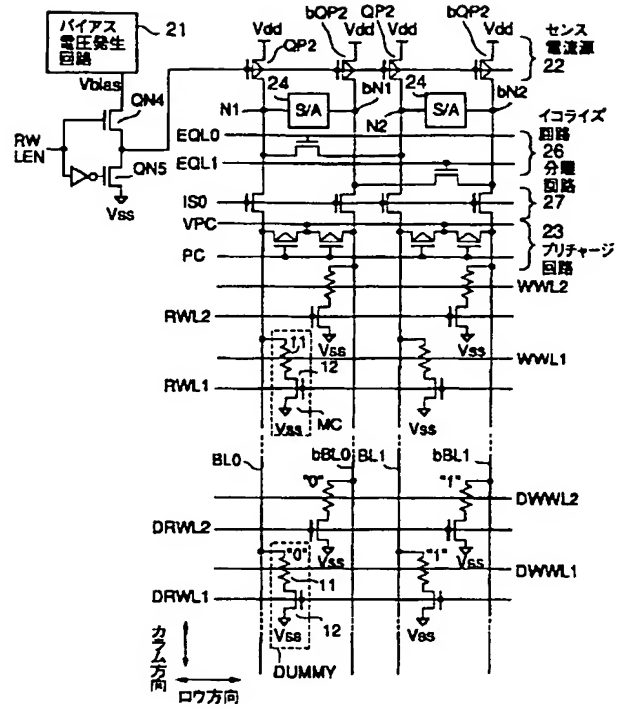 バイアス
電圧発生
回路
21
Vbias
QN4
RW
LEN
QN5
Vss
Vdd
QP2
bQP2
Vdd
QP2
Vdd
bQP2
Vdd
センス
電流源
22
24
S/A
N1
bN1
24
S/A
N2
bN2
イコライズ
回路
26
分離
回路
27
EQL0
EQL1
IS0
VPC
PC
23
プリチャージ
回路
WWL2
RWL2
Vss
Vss
11
12
WWL1
RWL1
Vss
MC
Vss
BL0
bBL0
BL1
bBL1
"0"
"1"
DWWL2
DRWL2
Vss
Vss
"0"
"1"
DWWL1
11
DRWL1
12
Vss
Vss
DUMMY
カラム方向
ロウ方向